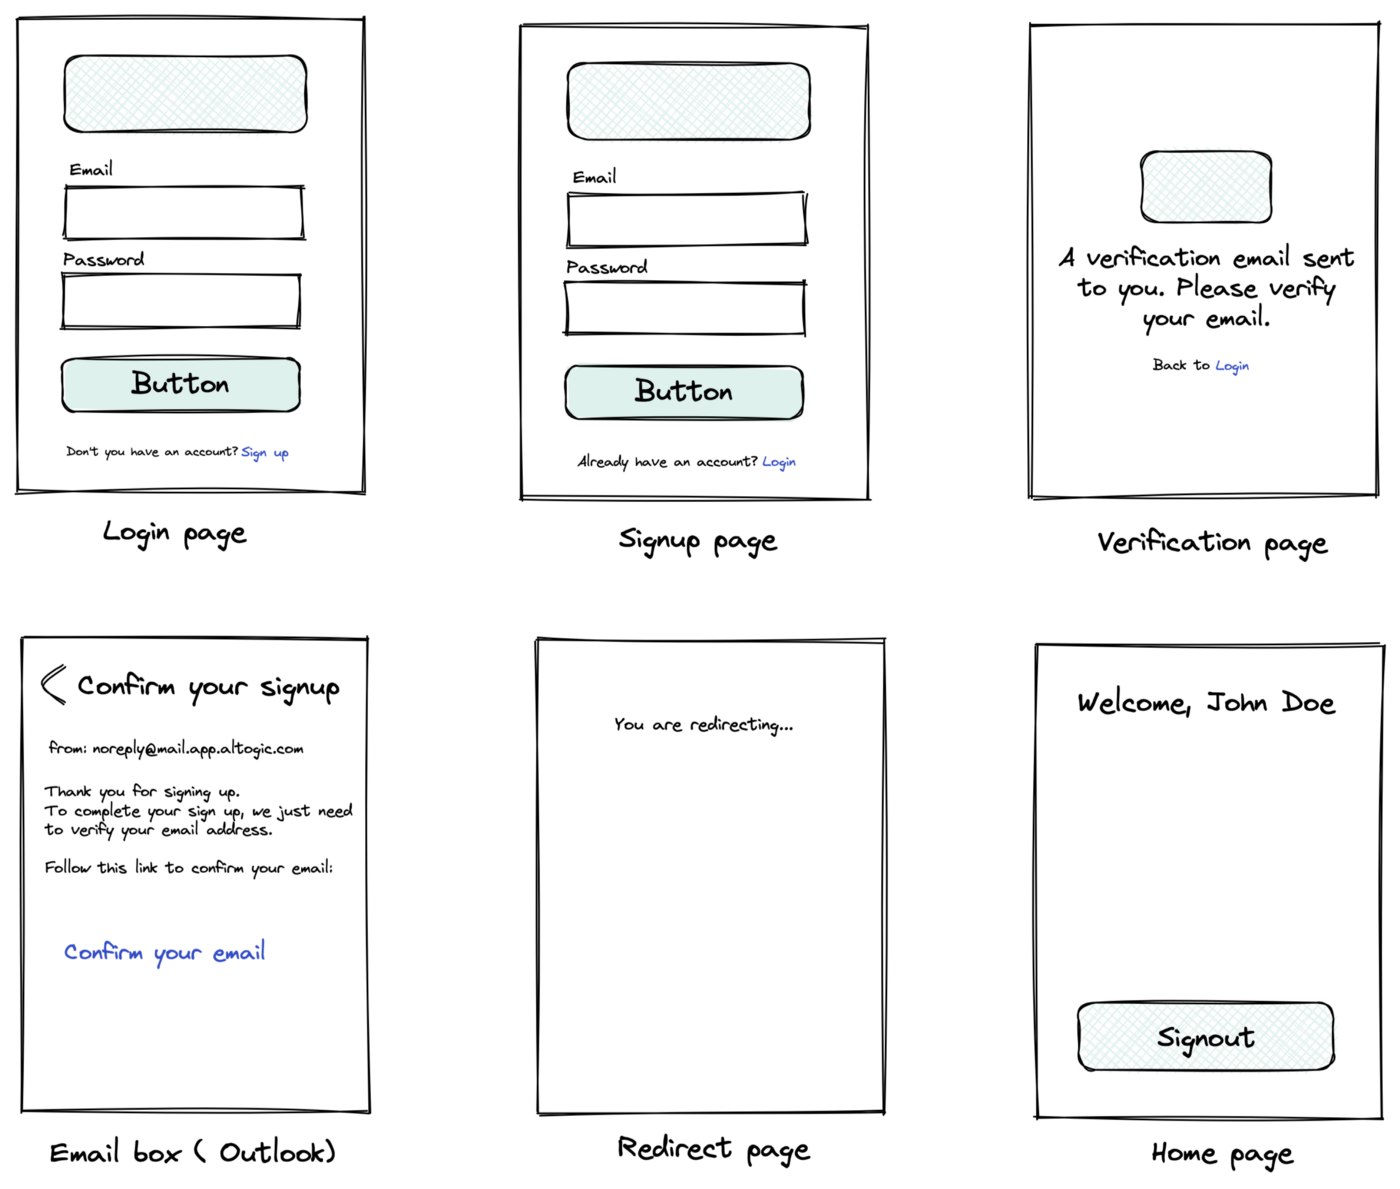 Email
Password
Button
Don't you have an account? Sign up
Login page
Email
Password
Button
Already have an account? Login
Signup page
A verification email sent
to you. Please verify
your email.
Back to Login
Verification page
Confirm your signup
from: noreply@mail.app.altogic.com
Thank you for signing up.
To complete your sign up, we just need
to verify your email address.
Follow this link to confirm your email:
Confirm your email
Email box ( Outlook)
You are redirecting...
Redirect page
Welcome, John Doe
Signout
Home page